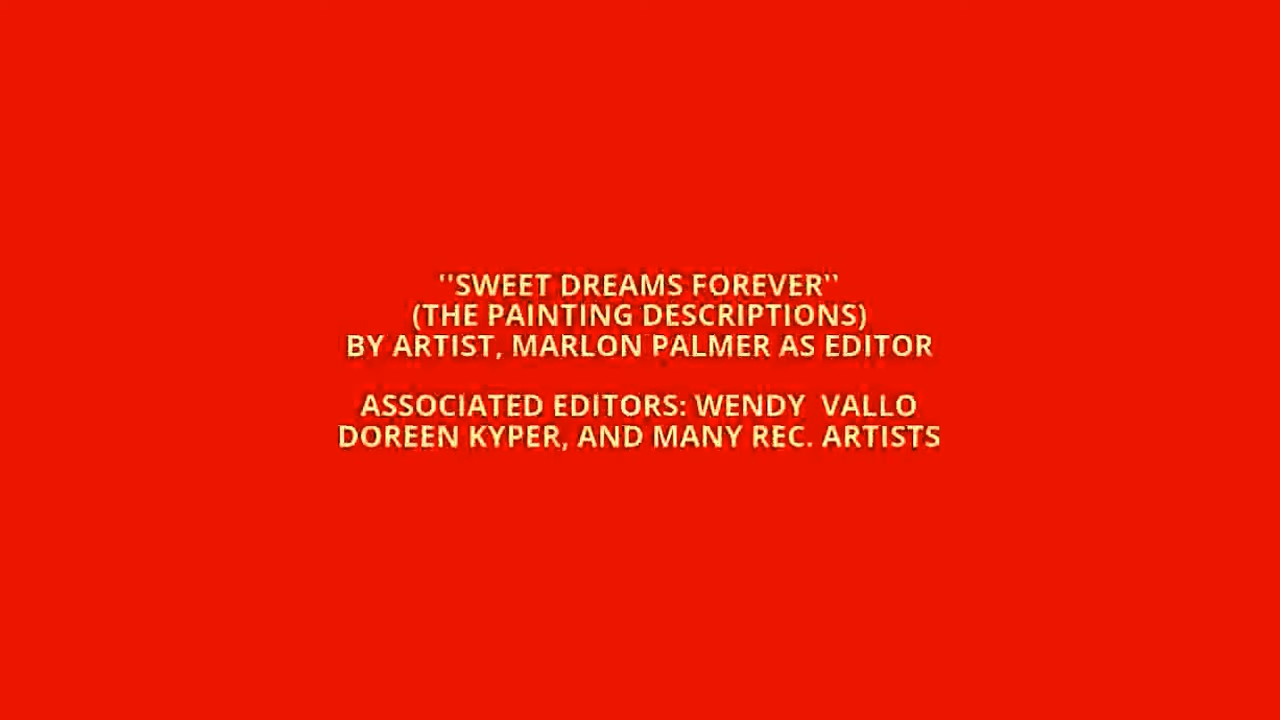 ''SWEET DREAMS FOREVER''
(THE PAINTING DESCRIPTIONS)
BY ARTIST, MARLON PALMER AS EDITOR
ASSOCIATED EDITORS: WENDY  VALLO
DOREEN KYPER, AND MANY REC. ARTISTS